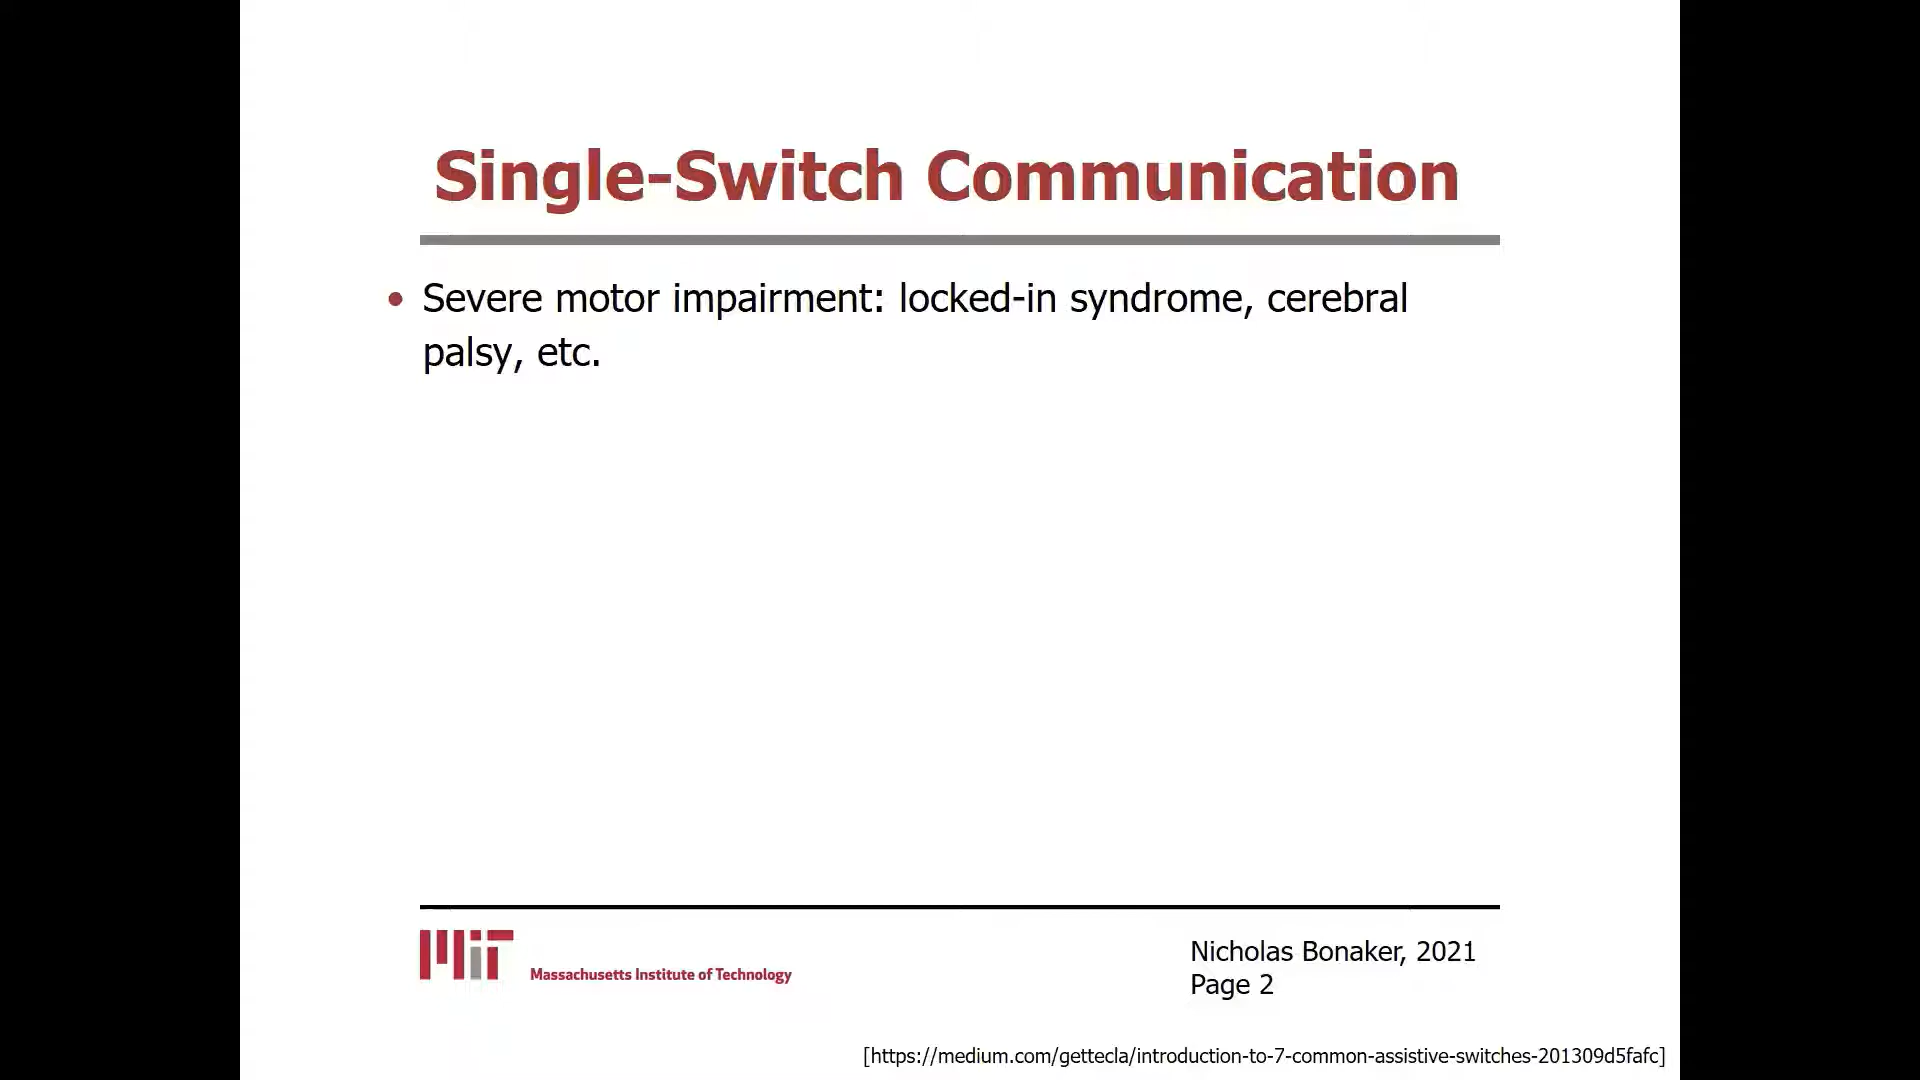 Single-Switch Communication
• Severe motor impairment: locked-in syndrome, cerebral
palsy, etc.
MIT Massachusetts Institute of Technology
Nicholas Bonaker, 2021
Page 2
[https://medium.com/gettecla/introduction-to-7-common-assistive-switches-201309d5fafc]